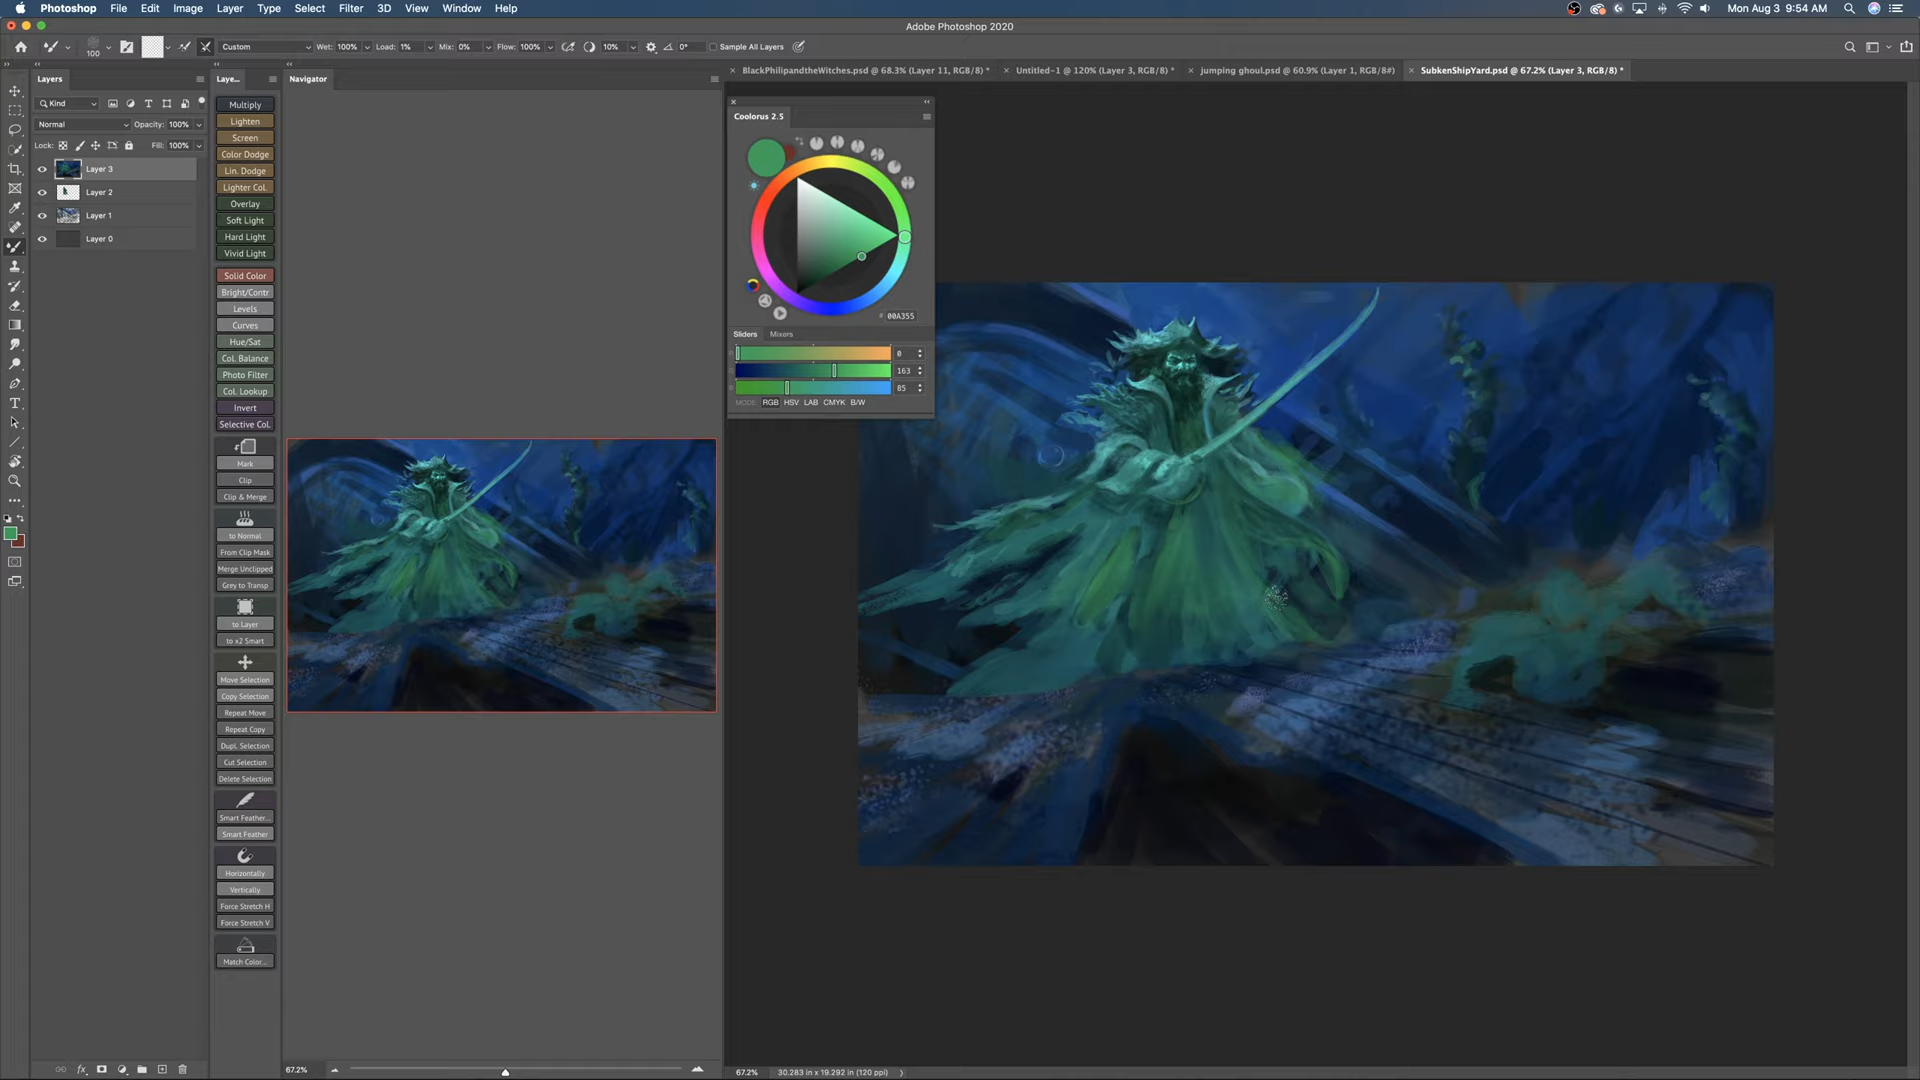 Photoshop File Edit Image Layer Type Select Filter 3D View Window Help Mon Aug 3 9:54 AM
Adobe Photoshop 2020
100 Custom Wet: 100% Load: 1% Mix: 0% Flow: 100% 10% 0° Sample All Layers
BlackPhilipandtheWitches.psd @ 68.3% (Layer 11, RGB/8) * Untitled-1 @ 120% (Layer 3, RGB/8) * jumping ghoul.psd @ 60.9% (Layer 1, RGB/8#) SubkenShipYard.psd @ 67.2% (Layer 3, RGB/8) *
Layers
Kind
Normal Opacity: 100%
Lock: Fill: 100%
Layer 3
Layer 2
Layer 1
Layer 0
Laye...
Multiply
Lighten
Screen
Color Dodge
Lin. Dodge
Lighter Col.
Overlay
Soft Light
Hard Light
Vivid Light
Solid Color
Bright/Contr
Levels
Curves
Hue/Sat
Col. Balance
Photo Filter
Col. Lookup
Invert
Selective Col.
Mark
Clip
Clip & Merge
to Normal
From Clip Mask
Merge Unclipped
Grey to Transp
to Layer
to x2 Smart
Move Selection
Copy Selection
Repeat Move
Repeat Copy
Dupl. Selection
Cut Selection
Delete Selection
Smart Feather...
Smart Feather
Horizontally
Vertically
Force Stretch H
Force Stretch V
Match Color...
Navigator
67.2%
Coolorus 2.5
# 00A355
Sliders Mixers
0
163
85
MODE RGB HSV LAB CMYK B/W
67.2% 30.283 in x 19.292 in (120 ppi)